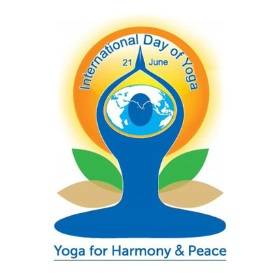 International Day of Yoga
21 June
Yoga for Harmony & Peace